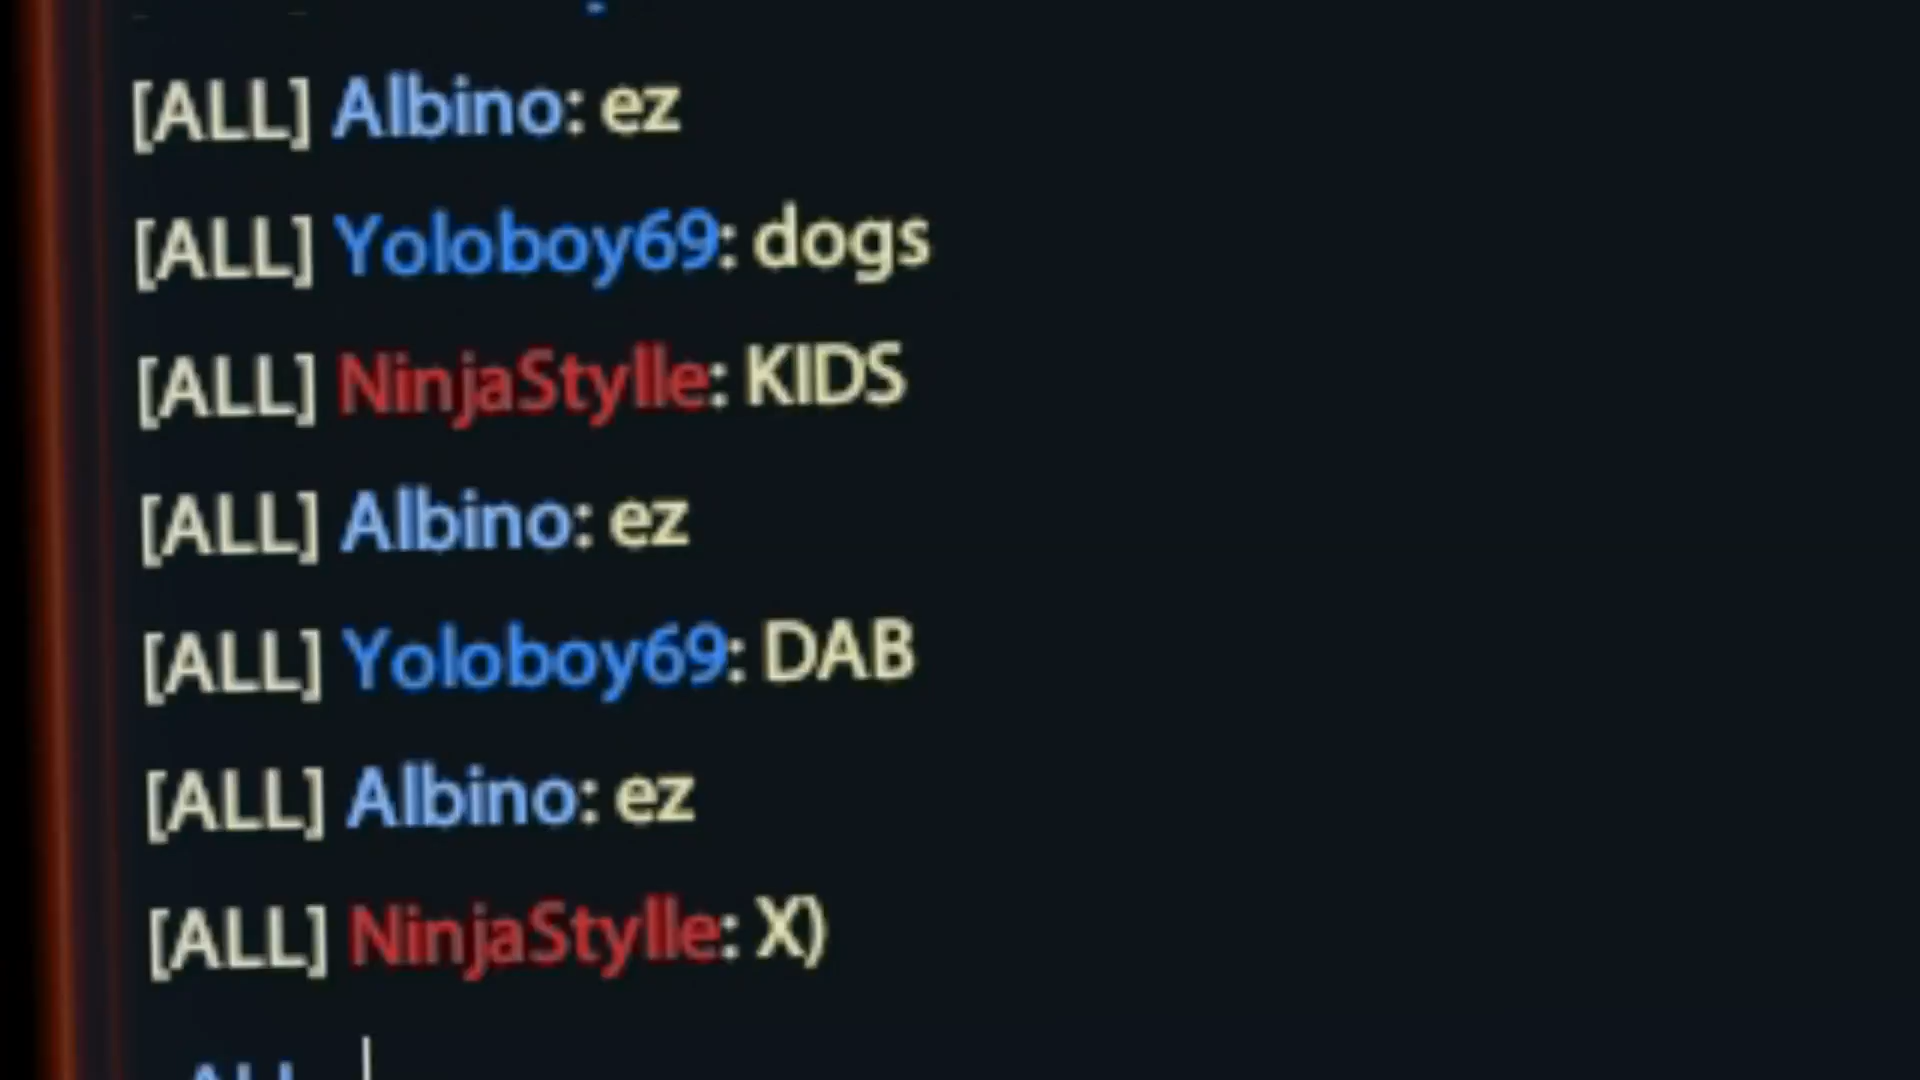 [ALL] Albino: ez
[ALL] Yoloboy69: dogs
[ALL] NinjaStylle: KIDS
[ALL] Albino: ez
[ALL] Yoloboy69: DAB
[ALL] Albino: ez
[ALL] NinjaStylle: X)
ALL